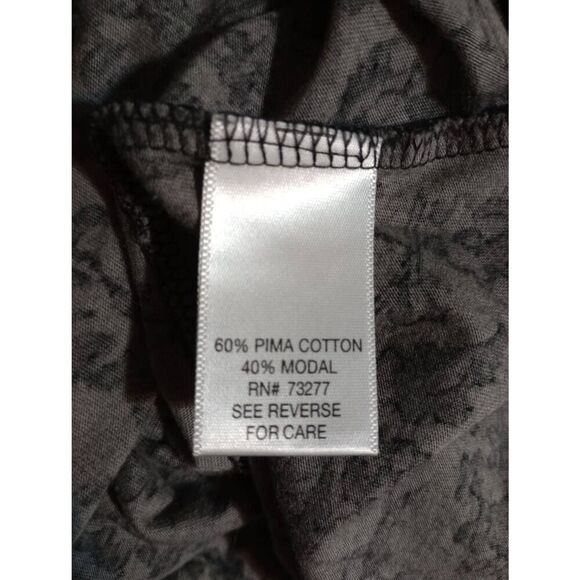 60% PIMA COTTON
40% MODAL
RN# 73277
SEE REVERSE
FOR CARE